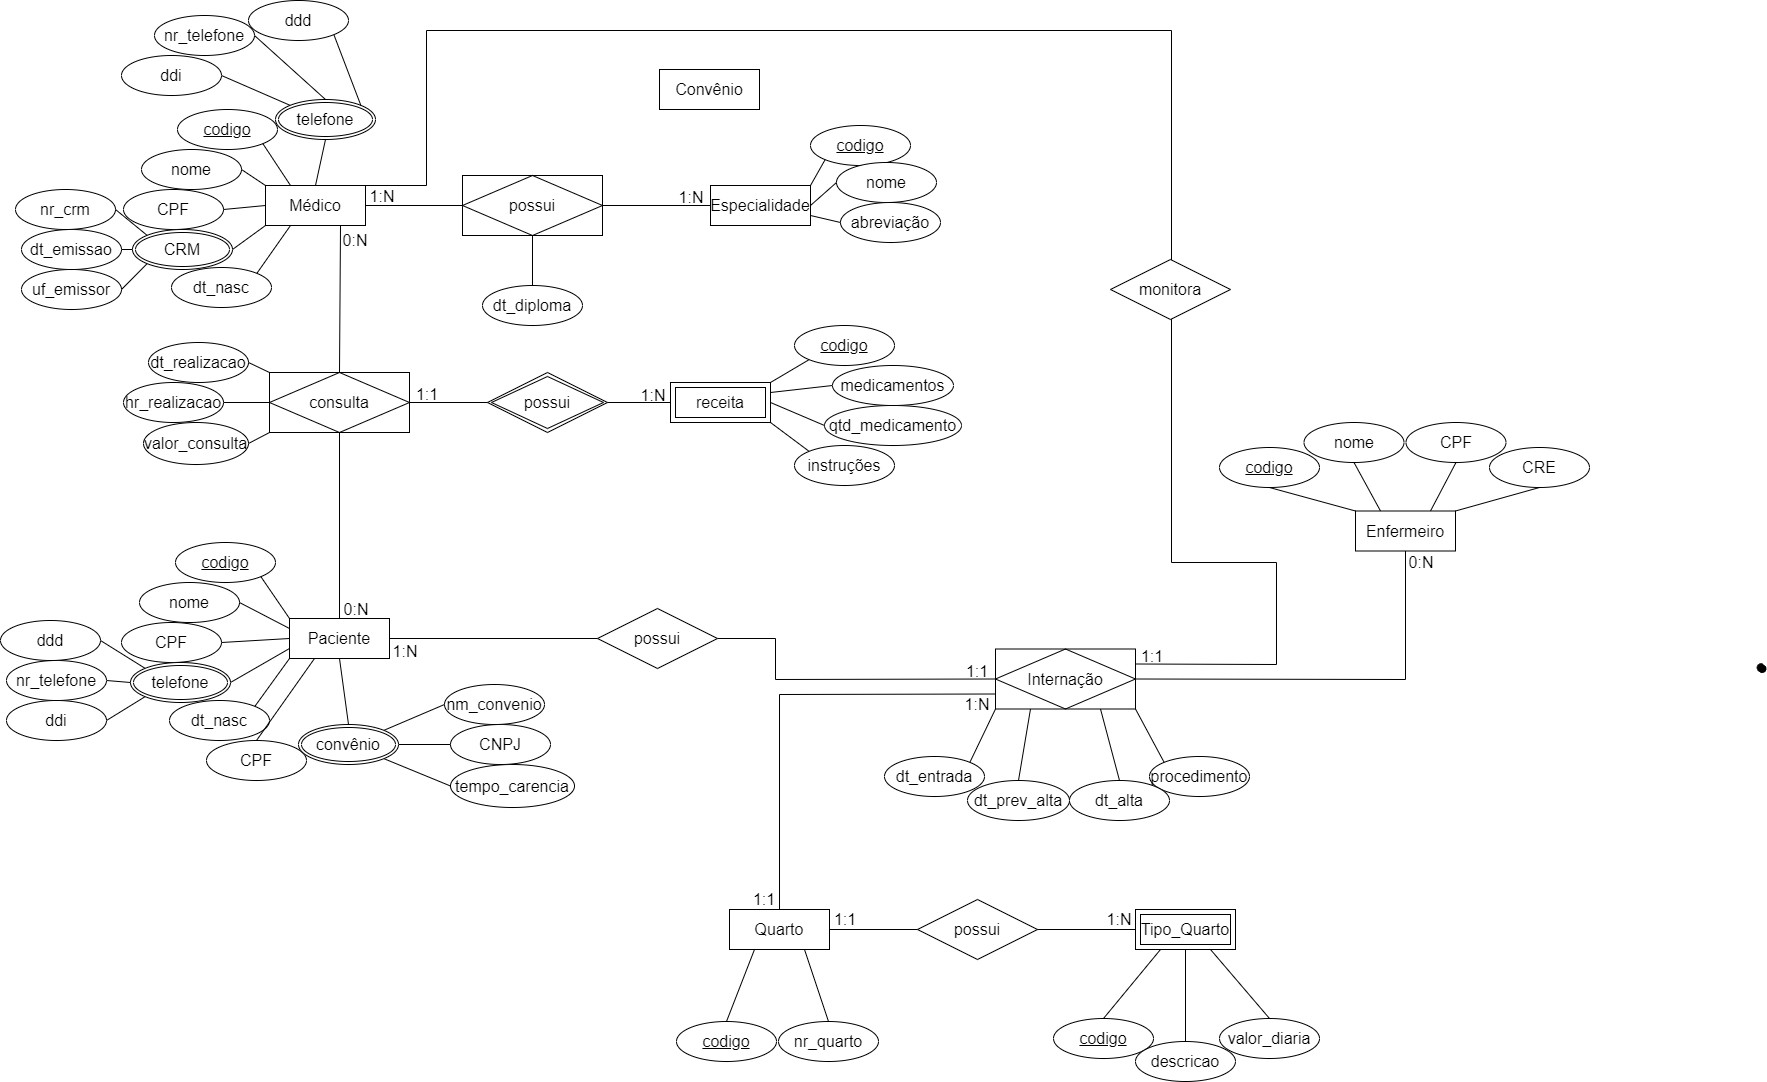 ddd
nr_telefone
ddi
telefone
Convênio
codigo
nome
CPF
nr_crm
dt_emissao
uf_emissor
CRM
dt_nasc
Médico
1:N
0:N
possui
dt_diploma
1:N
Especialidade
codigo
nome
abreviação
monitora
dt_realizacao
hr_realizacao
valor_consulta
consulta
1:1
possui
1:N
receita
codigo
medicamentos
qtd_medicamento
instruções
codigo
nome
CPF
CRE
Enfermeiro
0:N
codigo
nome
CPF
ddd
nr_telefone
ddi
telefone
dt_nasc
CPF
0:N
Paciente
1:N
convênio
nm_convenio
CNPJ
tempo_carencia
possui
1:1
1:1
Internação
1:N
dt_entrada
dt_prev_alta
dt_alta
procedimento
1:1
Quarto
1:1
possui
1:N
Tipo_Quarto
codigo
nr_quarto
codigo
descricao
valor_diaria